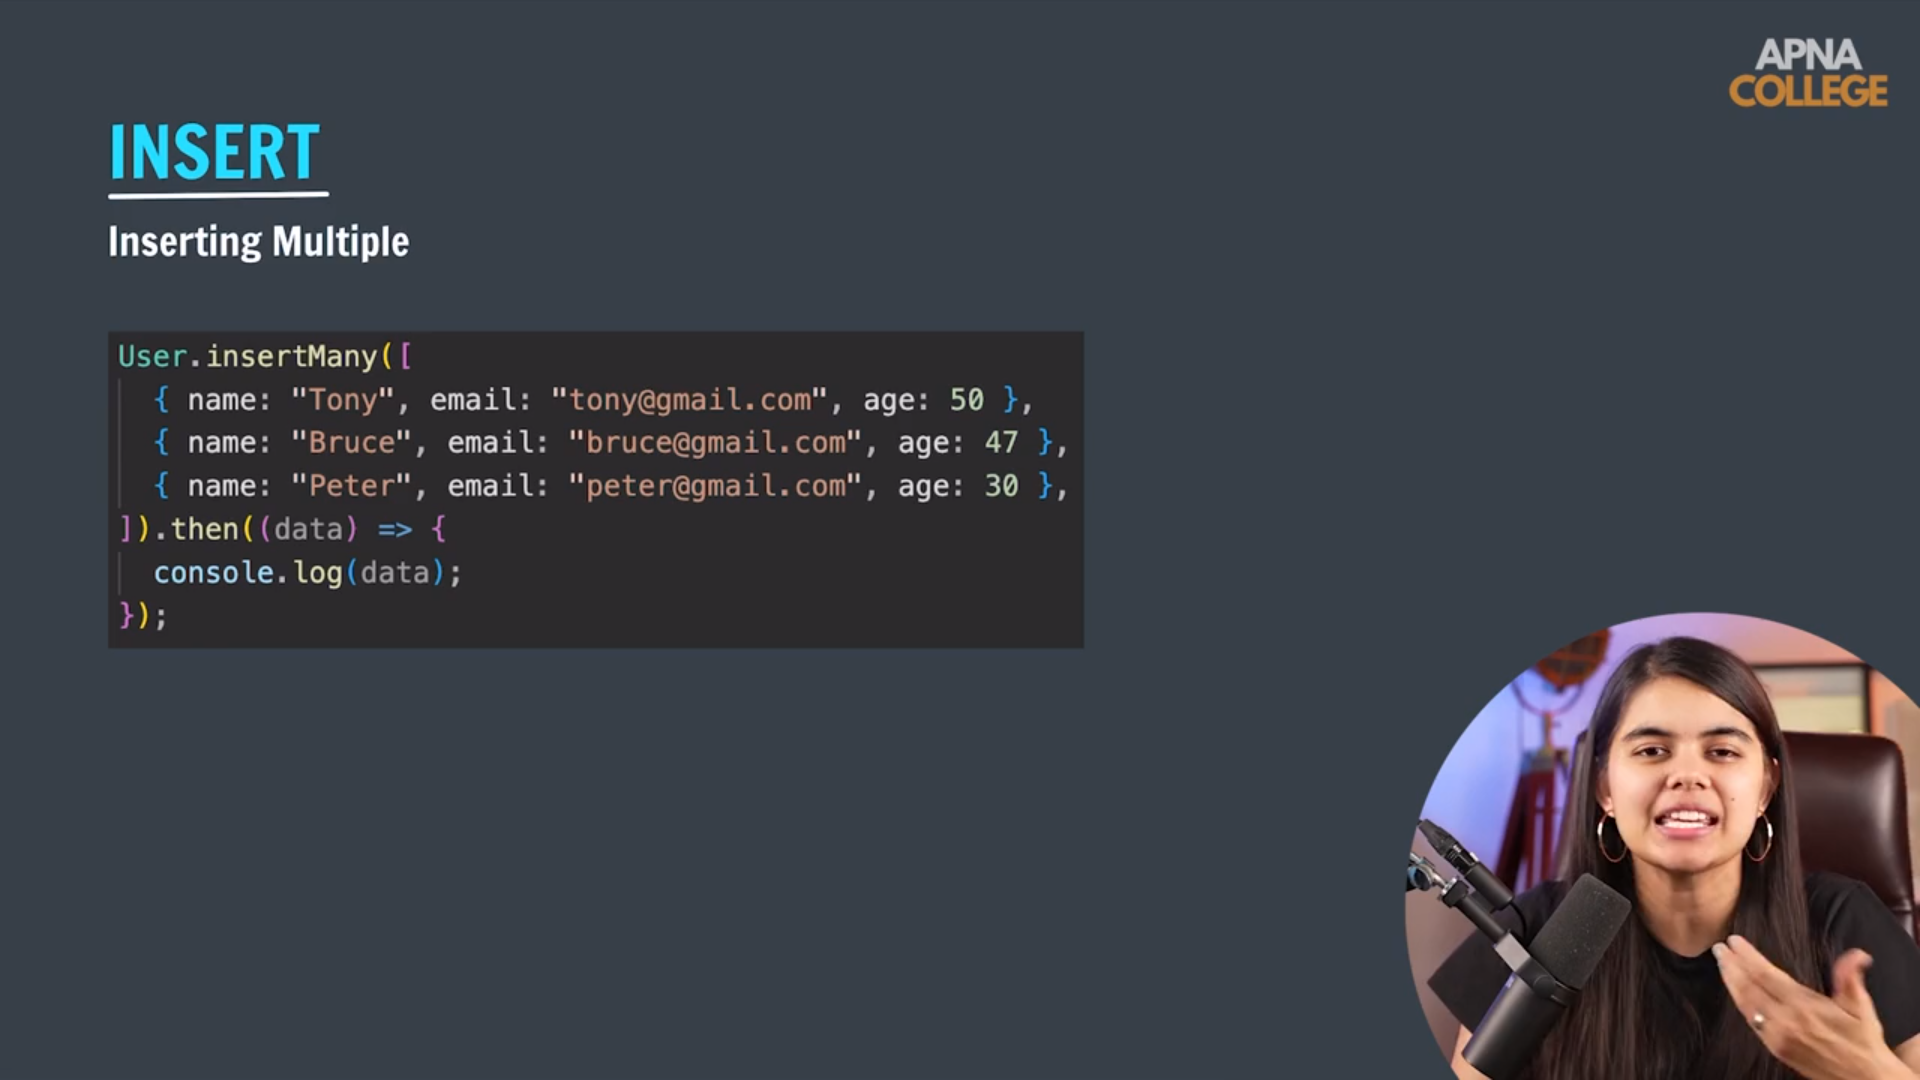 APNA
COLLEGE
INSERT
Inserting Multiple
User.insertMany([
  { name: "Tony", email: "tony@gmail.com", age: 50 },
  { name: "Bruce", email: "bruce@gmail.com", age: 47 },
  { name: "Peter", email: "peter@gmail.com", age: 30 },
]).then((data) => {
  console.log(data);
});